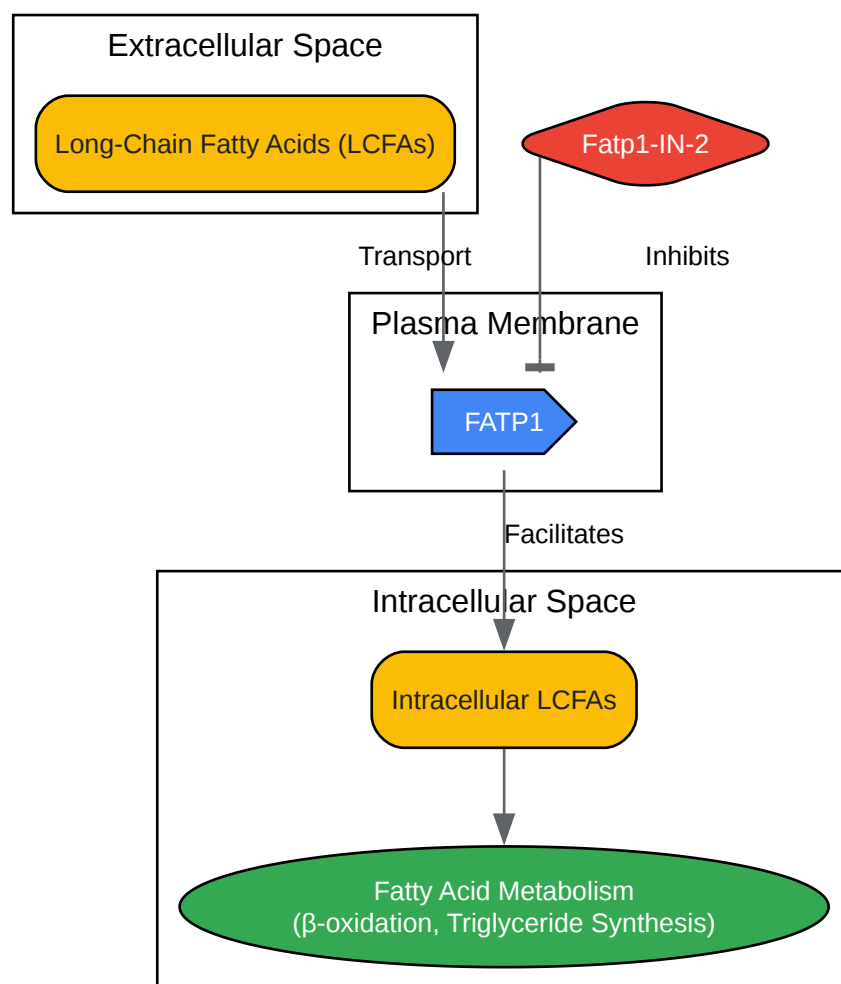 Extracellular Space
Long-Chain Fatty Acids (LCFAs)
Fatp1-IN-2
Transport
Inhibits
Plasma Membrane
FATP1
Facilitates
Intracellular Space
Intracellular LCFAs
Fatty Acid Metabolism
(β-oxidation, Triglyceride Synthesis)